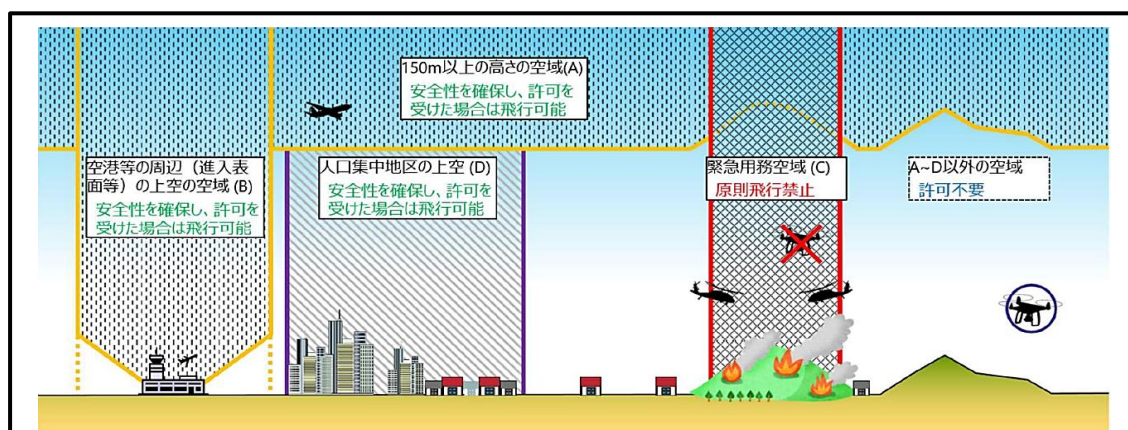 150m以上の高さの空域(A)
安全性を確保し、許可を
受けた場合は飛行可能
空港等の周辺（進入表
面等）の上空の空域 (B)
安全性を確保し、許可を
受けた場合は飛行可能
人口集中地区の上空 (D)
安全性を確保し、許可を
受けた場合は飛行可能
緊急用務空域 (C)
原則飛行禁止
A~D以外の空域
許可不要